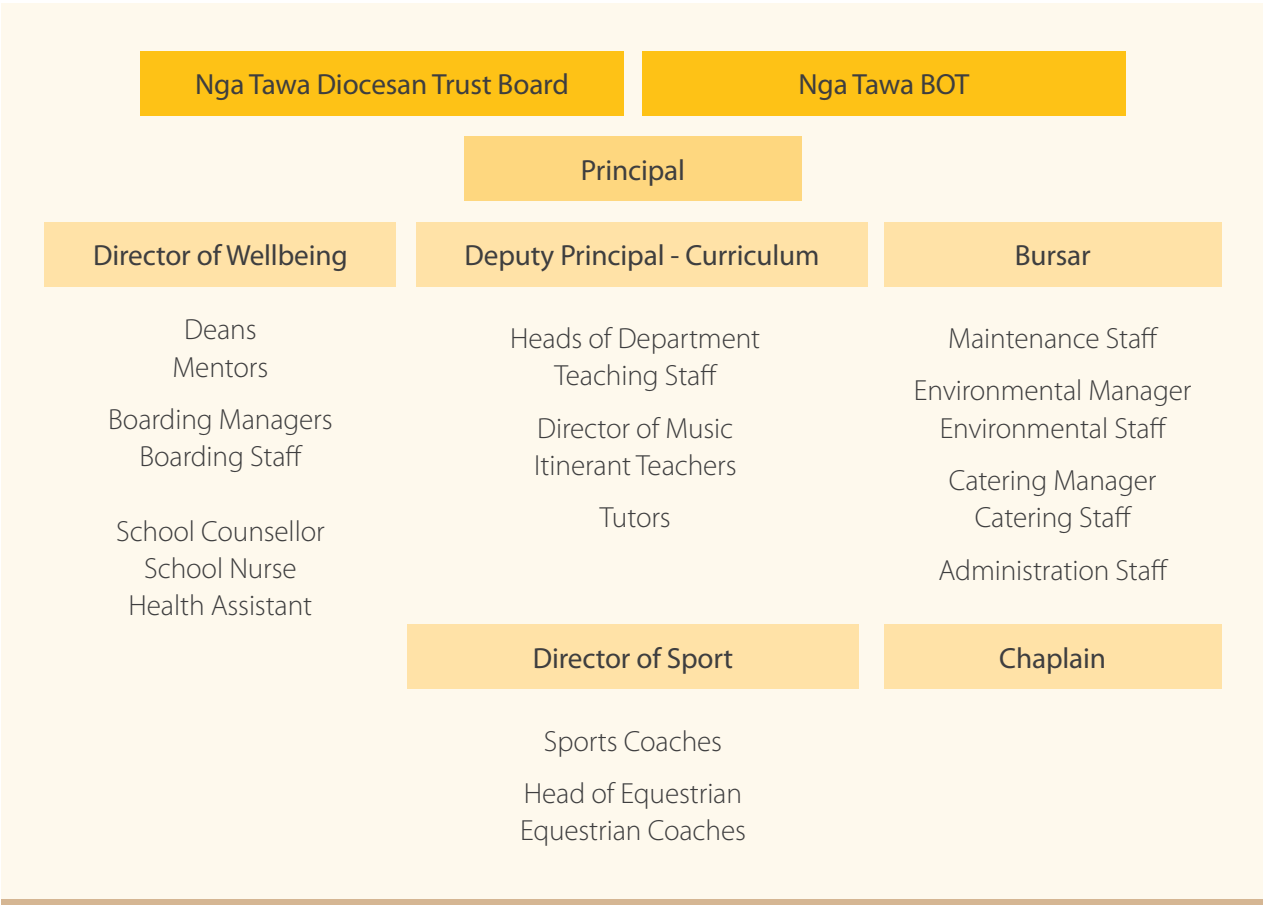 Nga Tawa Diocesan Trust Board
Nga Tawa BOT
Principal
Director of Wellbeing
Deans
Mentors
Boarding Managers
Boarding Staff
School Counsellor
School Nurse
Health Assistant
Deputy Principal - Curriculum
Heads of Department
Teaching Staff
Director of Music
Itinerant Teachers
Tutors
Bursar
Maintenance Staff
Environmental Manager
Environmental Staff
Catering Manager
Catering Staff
Administration Staff
Director of Sport
Sports Coaches
Head of Equestrian
Equestrian Coaches
Chaplain